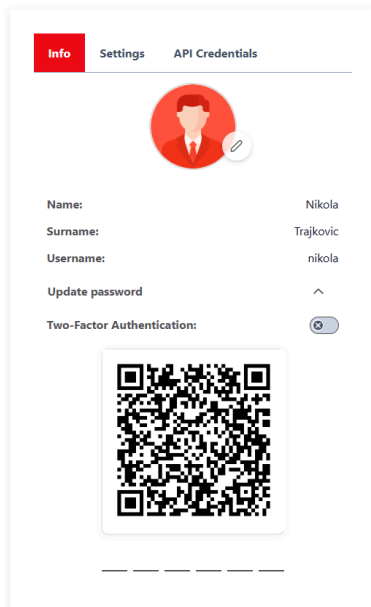 Info Settings API Credentials
Name: Nikola
Surname: Trajkovic
Username: nikola
Update password
Two-Factor Authentication: